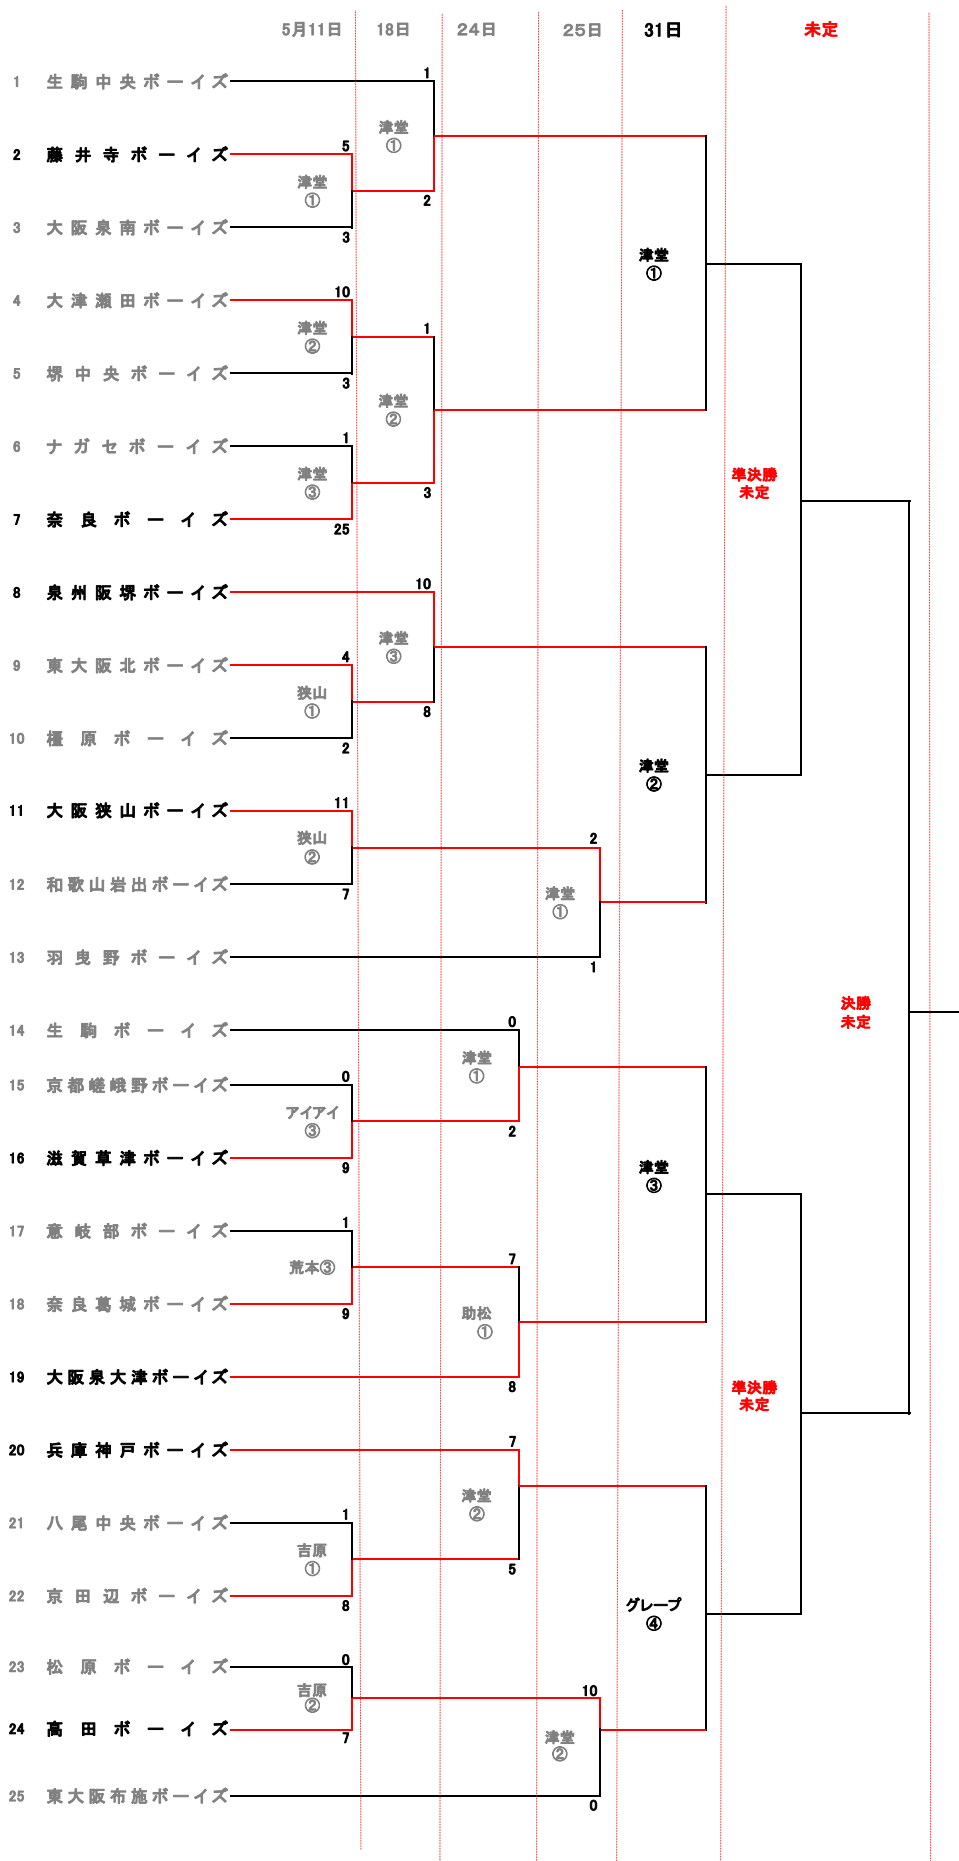 5月11日 18日 24日 25日 31日 未定
1
1 生駒中央ボーイズ
津堂
①
5
2 藤井寺ボーイズ
津堂
①
2
3 大阪泉南ボーイズ
3
津堂
①
10
4 大津瀬田ボーイズ
津堂
②
1
5 堺中央ボーイズ
3
津堂
②
1
6 ナガセボーイズ
津堂
③
準決勝
未定
3
7 奈良ボーイズ
25
10
8 泉州阪堺ボーイズ
津堂
③
4
9 東大阪北ボーイズ
狭山
①
8
10 橿原ボーイズ
2
津堂
②
11
11 大阪狭山ボーイズ
狭山
②
2
12 和歌山岩出ボーイズ
7
津堂
①
13 羽曳野ボーイズ
1
決勝
未定
0
14 生駒ボーイズ
津堂
①
0
15 京都嵯峨野ボーイズ
アイアイ
③
2
16 滋賀草津ボーイズ
9
津堂
③
1
17 意岐部ボーイズ
荒本③
7
18 奈良葛城ボーイズ
9
助松
①
19 大阪泉大津ボーイズ
8
準決勝
未定
7
20 兵庫神戸ボーイズ
津堂
②
1
21 八尾中央ボーイズ
吉原
①
5
22 京田辺ボーイズ
8
グレープ
④
0
23 松原ボーイズ
吉原
②
10
24 高田ボーイズ
7
津堂
②
25 東大阪布施ボーイズ
0